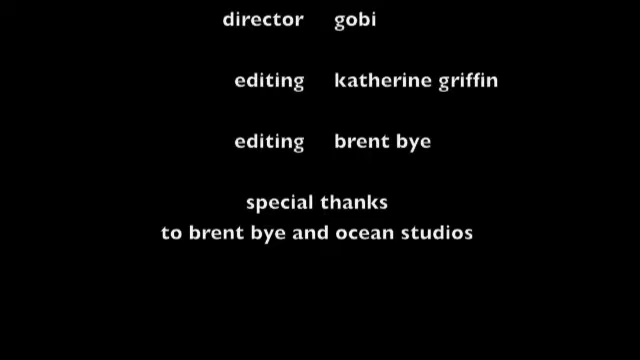 director gobi
editing katherine griffin
editing brent bye
special thanks
to brent bye and ocean studios